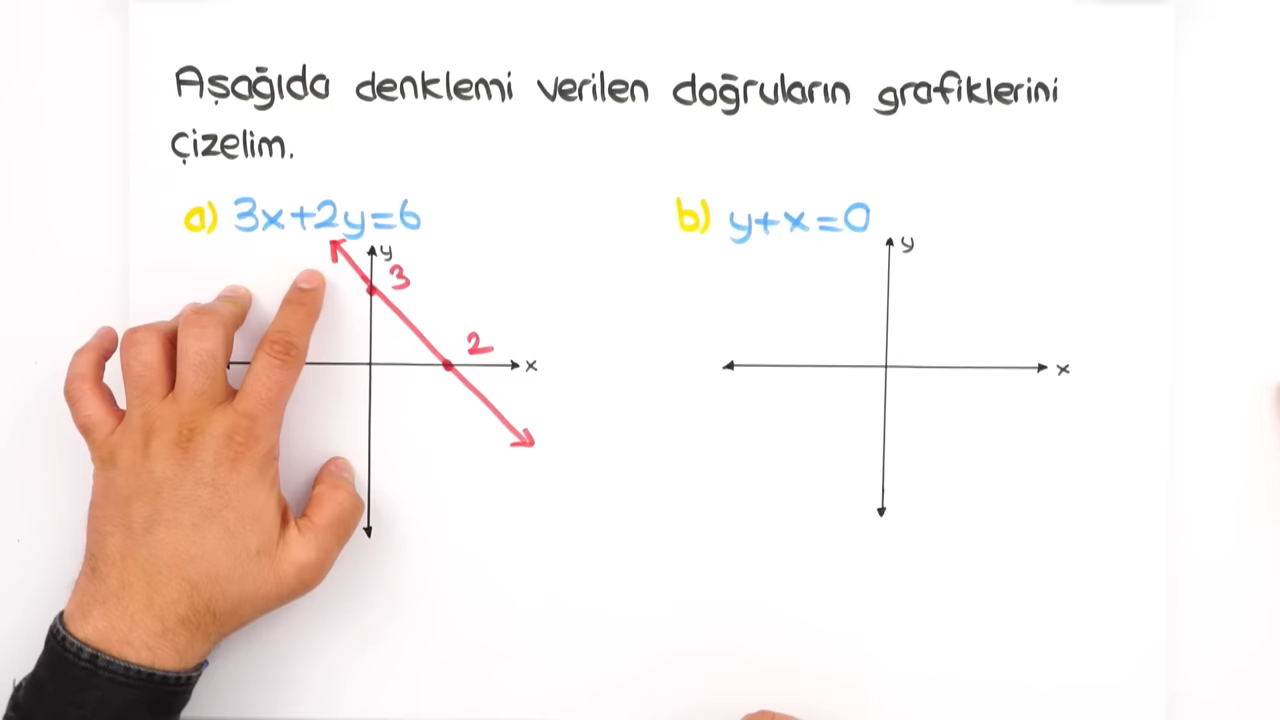 Aşağıda denklemi verilen doğruların grafiklerini
çizelim.
a) 3x+2y=6
b) y+x=0
y
3
2
x
y
x